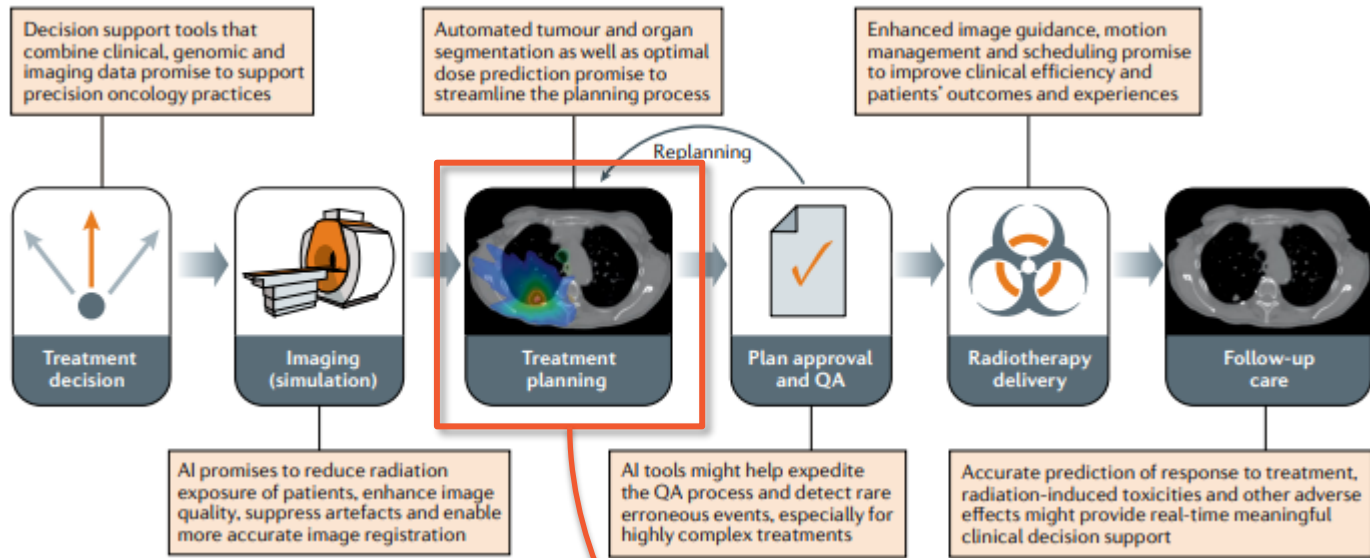 Decision support tools that
combine clinical, genomic and
imaging data promise to support
precision oncology practices
Automated tumour and organ
segmentation as well as optimal
dose prediction promise to
streamline the planning process
Enhanced image guidance, motion
management and scheduling promise
to improve clinical efficiency and
patients' outcomes and experiences
Replanning
Treatment
decision
Imaging
(simulation)
Treatment
planning
Plan approval
and QA
Radiotherapy
delivery
Follow-up
care
AI promises to reduce radiation
exposure of patients, enhance image
quality, suppress artefacts and enable
more accurate image registration
AI tools might help expedite
the QA process and detect rare
erroneous events, especially for
highly complex treatments
Accurate prediction of response to treatment,
radiation-induced toxicities and other adverse
effects might provide real-time meaningful
clinical decision support